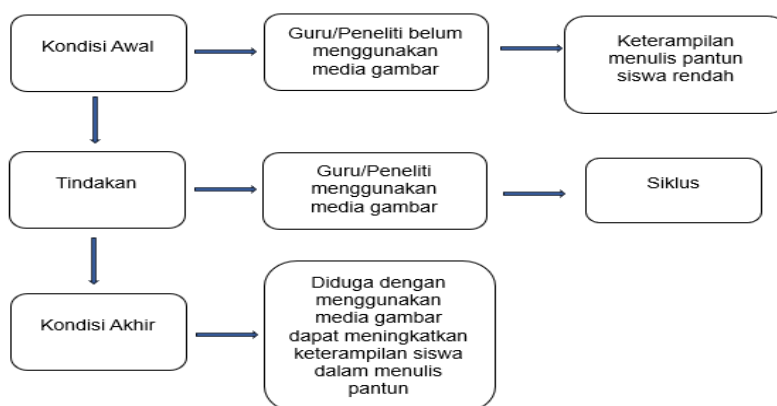 Kondisi Awal
Guru/Peneliti belum
menggunakan
media gambar
Keterampilan
menulis pantun
siswa rendah
Tindakan
Guru/Peneliti
menggunakan
media gambar
Siklus
Kondisi Akhir
Diduga dengan
menggunakan
media gambar
dapat meningkatkan
keterampilan siswa
dalam menulis
pantun